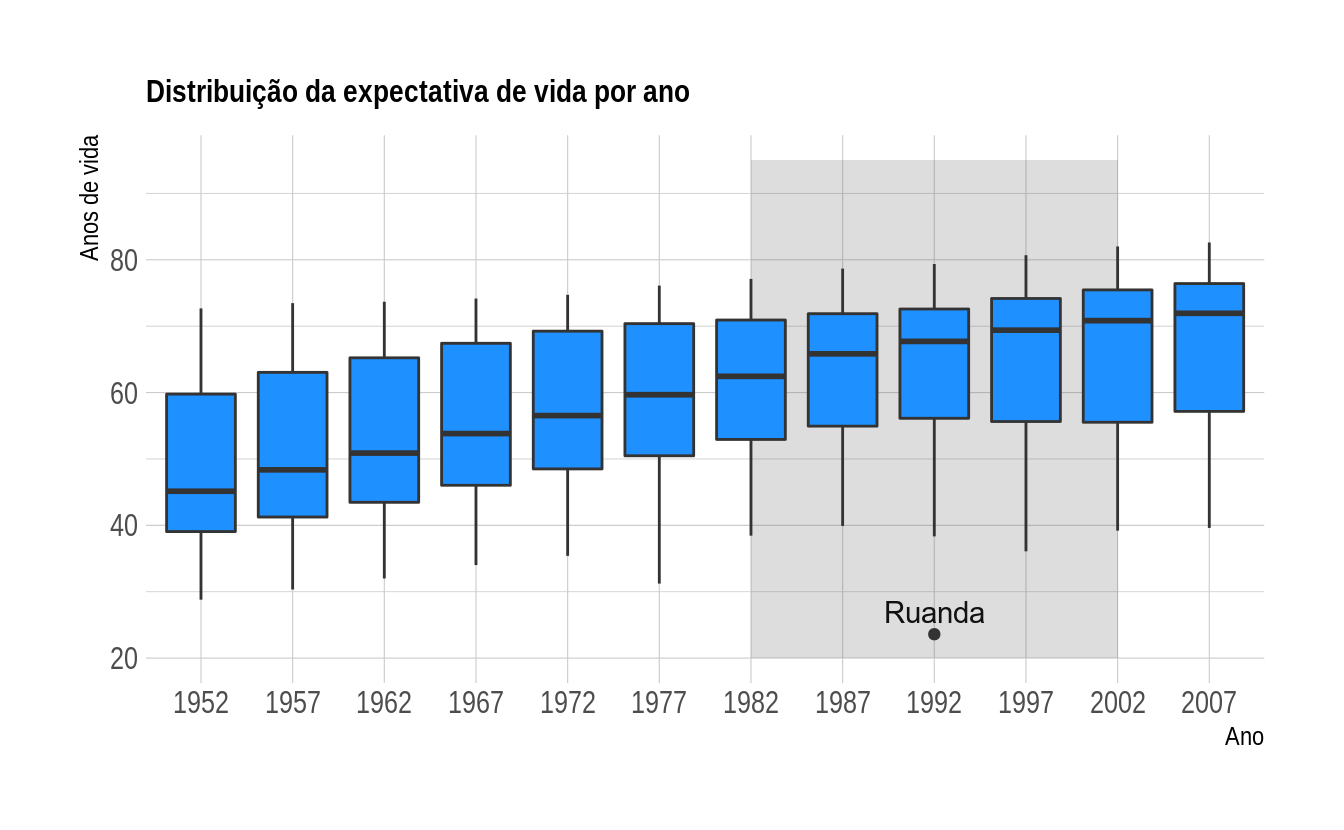 Distribuição da expectativa de vida por ano
Anos de vida
80
60
40
20
Ruanda
1952 1957 1962 1967 1972 1977 1982 1987 1992 1997 2002 2007
Ano